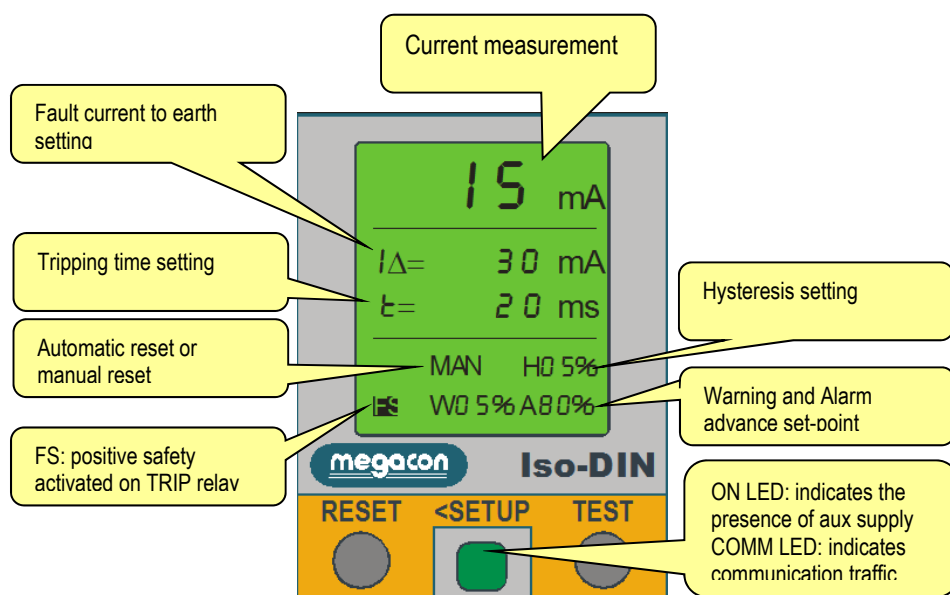 Current measurement
Fault current to earth
setting
15 mA
I∆= 30 mA
Tripping time setting
t= 20 ms
Hysteresis setting
Automatic reset or
manual reset
MAN H05%
FS W05% A80%
Warning and Alarm
advance set-point
FS: positive safety
activated on TRIP relay
megacon Iso-DIN
RESET <SETUP TEST
ON LED: indicates the
presence of aux supply
COMM LED: indicates
communication traffic